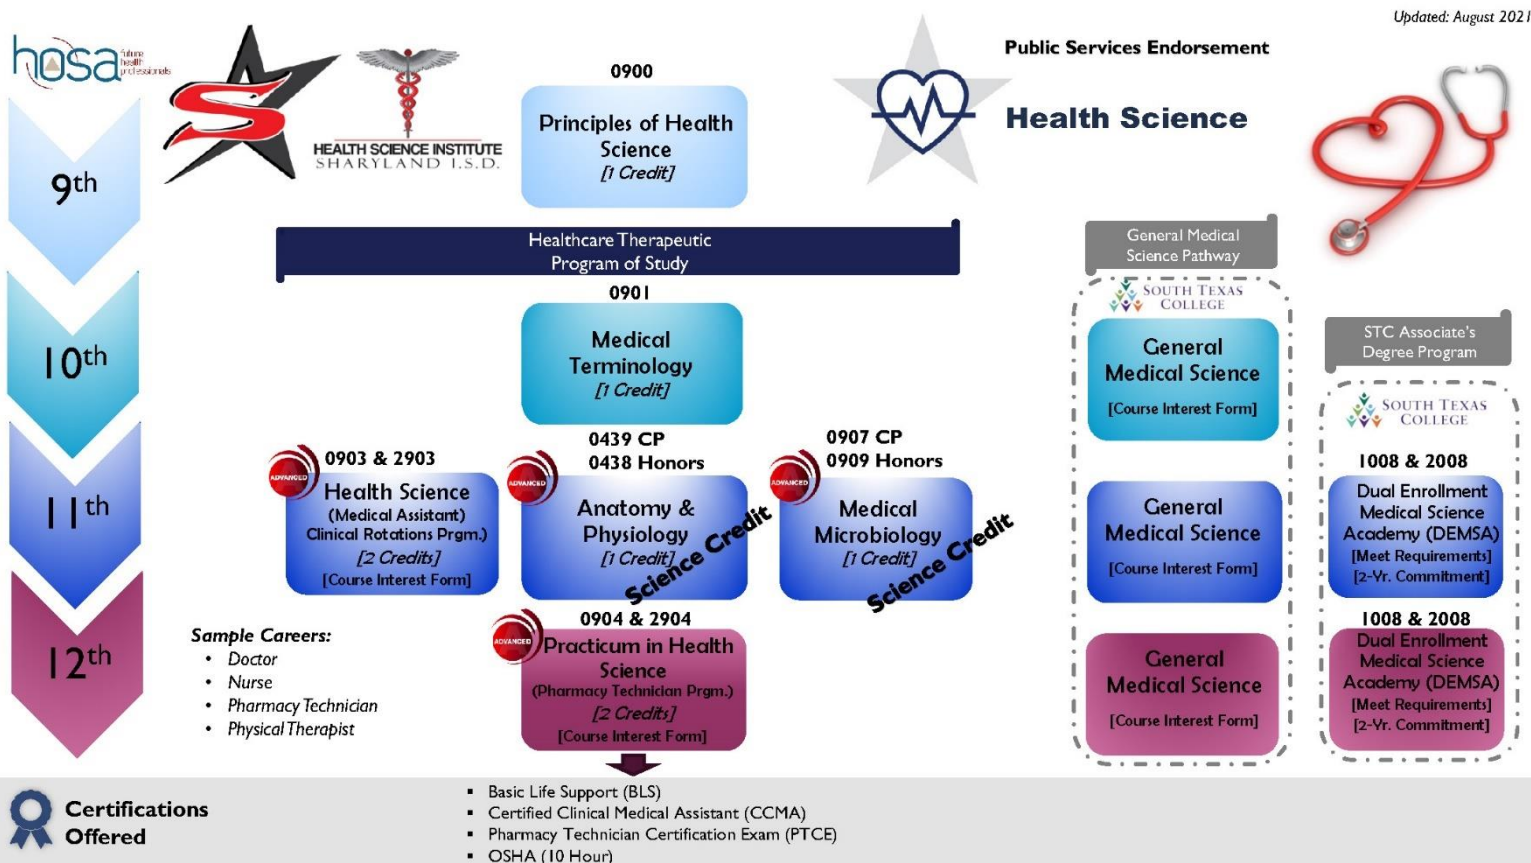 Updated: August 2021
hosa
future
health
professionals
S
HEALTH SCIENCE INSTITUTE
SHARYLAND I.S.D.
0900
Principles of Health
Science
[1 Credit]
Public Services Endorsement
Health Science
9th
Healthcare Therapeutic
Program of Study
General Medical
Science Pathway
0901
Medical
Terminology
[1 Credit]
SOUTH TEXAS
COLLEGE
General
Medical Science
[Course Interest Form]
STC Associate's
Degree Program
SOUTH TEXAS
COLLEGE
10th
11th
ADVANCED
0903 & 2903
Health Science
(Medical Assistant)
Clinical Rotations Prgm.)
[2 Credits]
[Course Interest Form]
ADVANCED
0439 CP
0438 Honors
Anatomy &
Physiology
[1 Credit]
Science Credit
ADVANCED
0907 CP
0909 Honors
Medical
Microbiology
[1 Credit]
Science Credit
General
Medical Science
[Course Interest Form]
1008 & 2008
Dual Enrollment
Medical Science
Academy (DEMSA)
[Meet Requirements]
[2-Yr. Commitment]
12th
Sample Careers:
• Doctor
• Nurse
• Pharmacy Technician
• Physical Therapist
ADVANCED
0904 & 2904
Practicum in Health
Science
(Pharmacy Technician Prgm.)
[2 Credits]
[Course Interest Form]
General
Medical Science
[Course Interest Form]
1008 & 2008
Dual Enrollment
Medical Science
Academy (DEMSA)
[Meet Requirements]
[2-Yr. Commitment]
Certifications
Offered
▪ Basic Life Support (BLS)
▪ Certified Clinical Medical Assistant (CCMA)
▪ Pharmacy Technician Certification Exam (PTCE)
▪ OSHA (10 Hour)